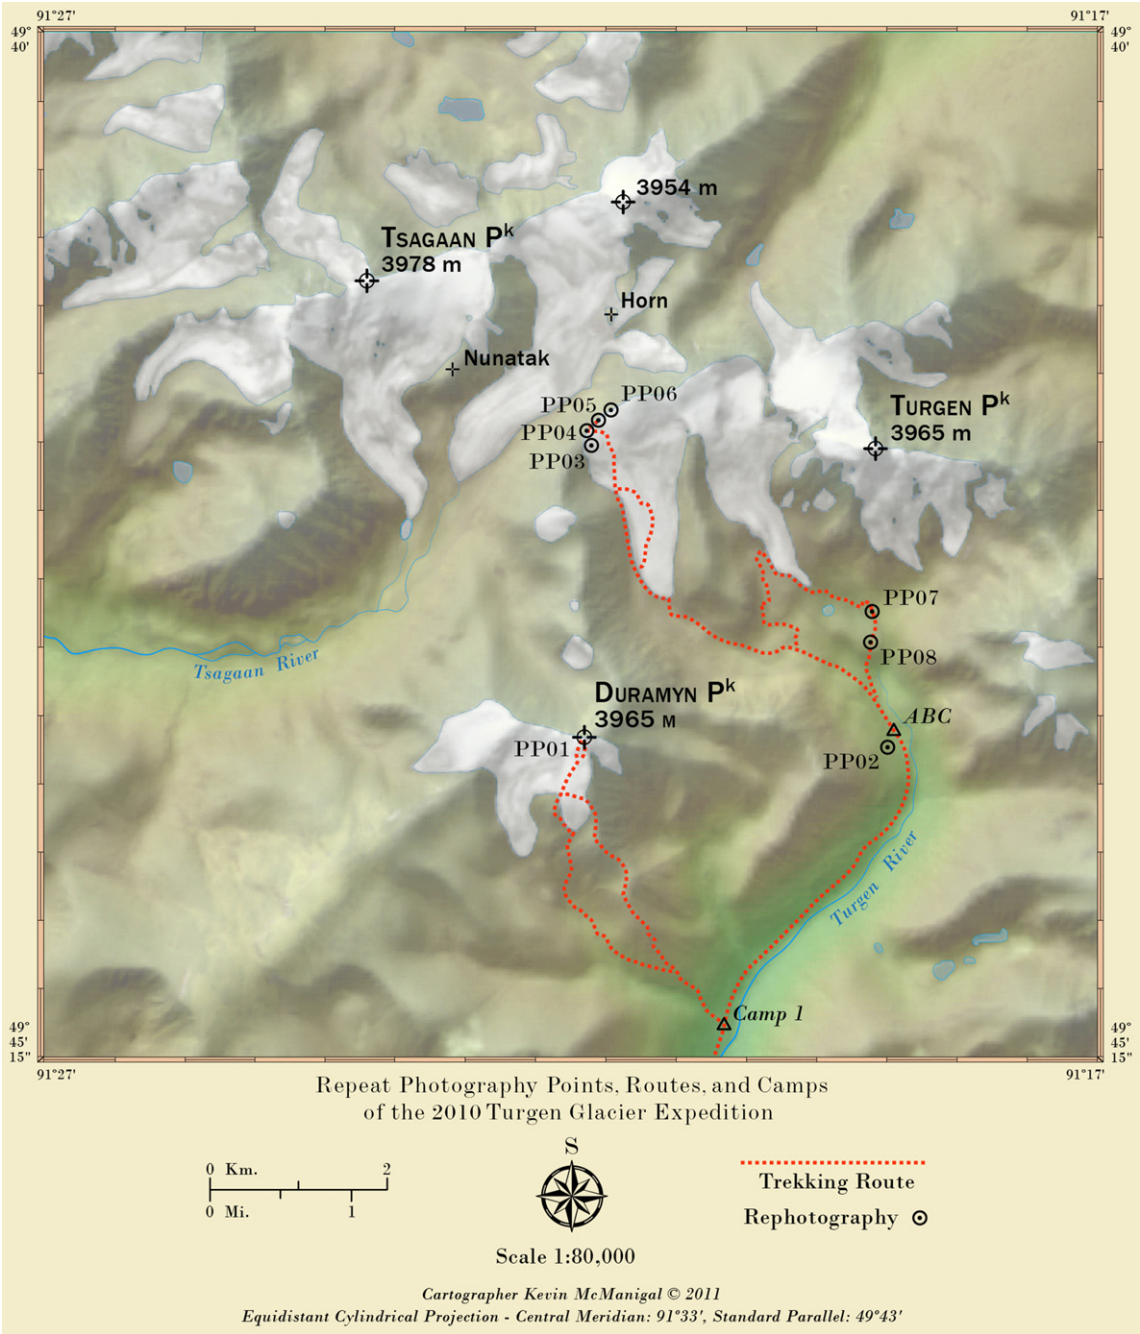 91°27'
91°17'
49°
40'
49°
40'
3954 m
TSAGAAN Pk
3978 m
Horn
Nunatak
PP06
PP05
PP04
PP03
TURGEN Pk
3965 m
PP07
PP08
Tsagaan River
DURAMYN Pk
3965 M
PP01
ABC
PP02
Turgen River
Camp 1
49°
45'
15"
49°
45'
15"
91°27'
91°17'
Repeat Photography Points, Routes, and Camps
of the 2010 Turgen Glacier Expedition
S
0 Km. 2
0 Mi. 1
Trekking Route
Rephotography
Scale 1:80,000
Cartographer Kevin McManigal © 2011
Equidistant Cylindrical Projection - Central Meridian: 91°33', Standard Parallel: 49°43'